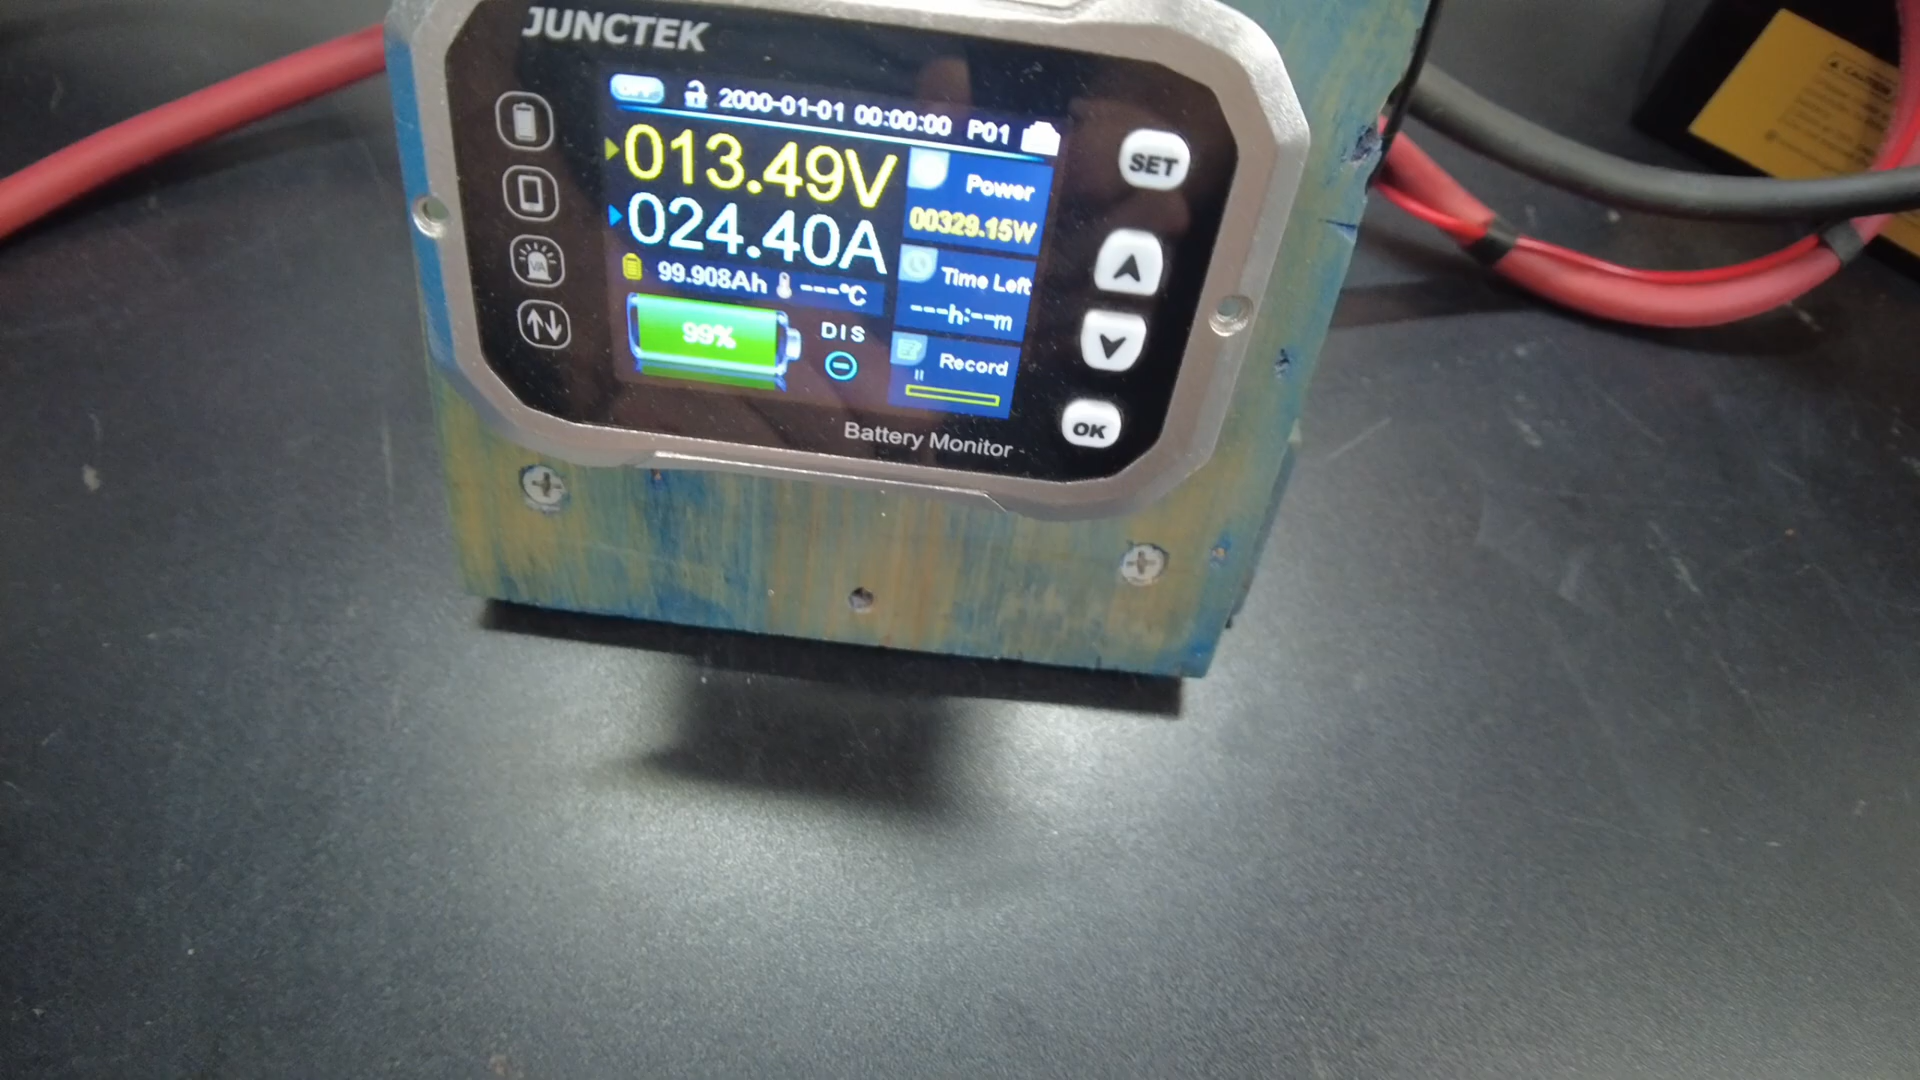 JUNCTEK
OFF 2000-01-01 00:00:00 P01
013.49V
024.40A
99.908Ah ---°C
99%
DIS
Power
00329.15W
Time Left
---h:--m
Record
Battery Monitor
SET
OK
VA